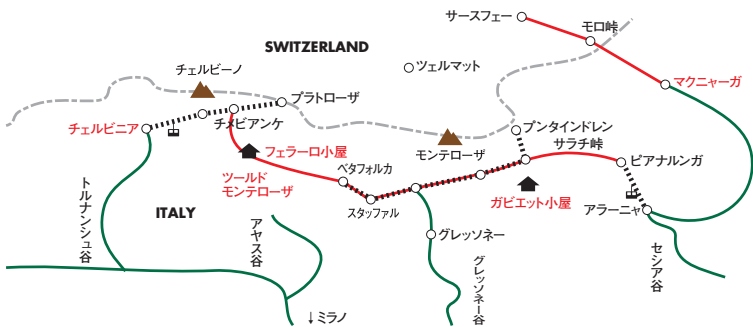 サースフェー
モロ峠
SWITZERLAND
チェルビーノ
ツェルマット
マクニャーガ
プラトローザ
チェルビニア
チメビアンケ
プンタインドレン
サラチ峠
フェラーロ小屋
モンテローザ
ピアナルンガ
ベタフォルカ
ツールド
モンテローザ
トルナンシュ谷
ITALY
アヤス谷
スタッファル
ガビエット小屋
アラーニャ
グレッソネー
グレッソネー谷
セシア谷
↓ミラノ